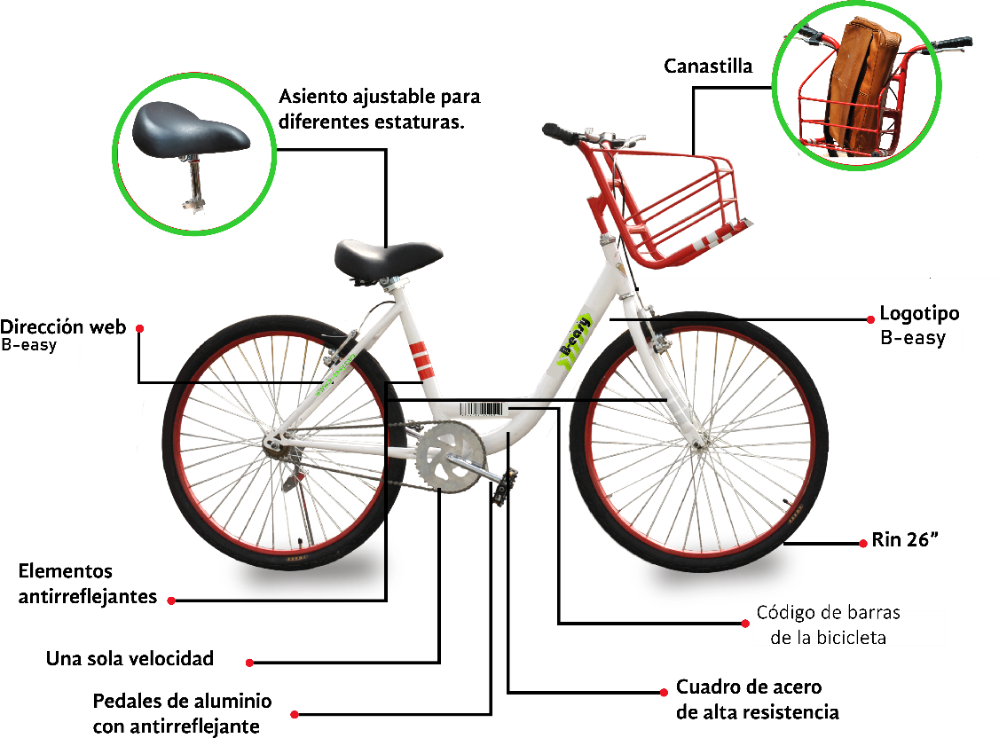 Canastilla
Asiento ajustable para
diferentes estaturas.
Dirección web
B-easy
Logotipo
B-easy
B-easy
Rin 26”
Elementos
antirreflejantes
Código de barras
de la bicicleta
Una sola velocidad
Cuadro de acero
de alta resistencia
Pedales de aluminio
con antirreflejante